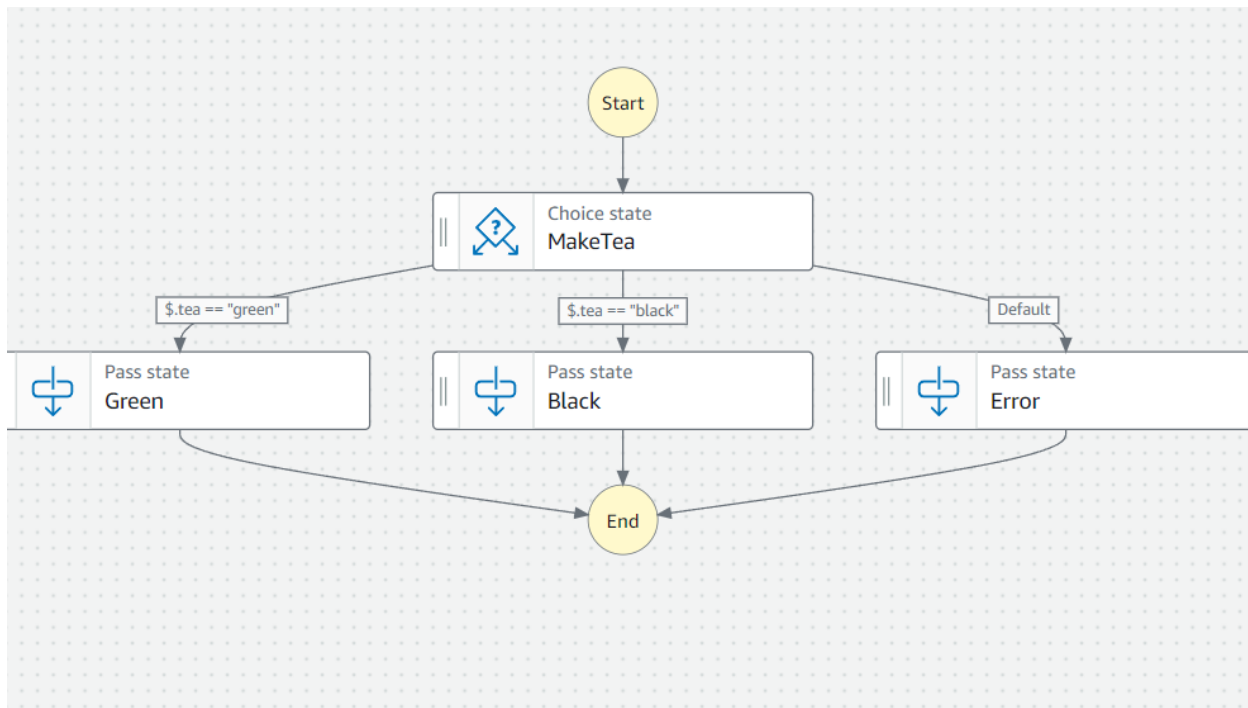 Start
Choice state
MakeTea
$.tea == "green"
$.tea == "black"
Default
Pass state
Green
Pass state
Black
Pass state
Error
End